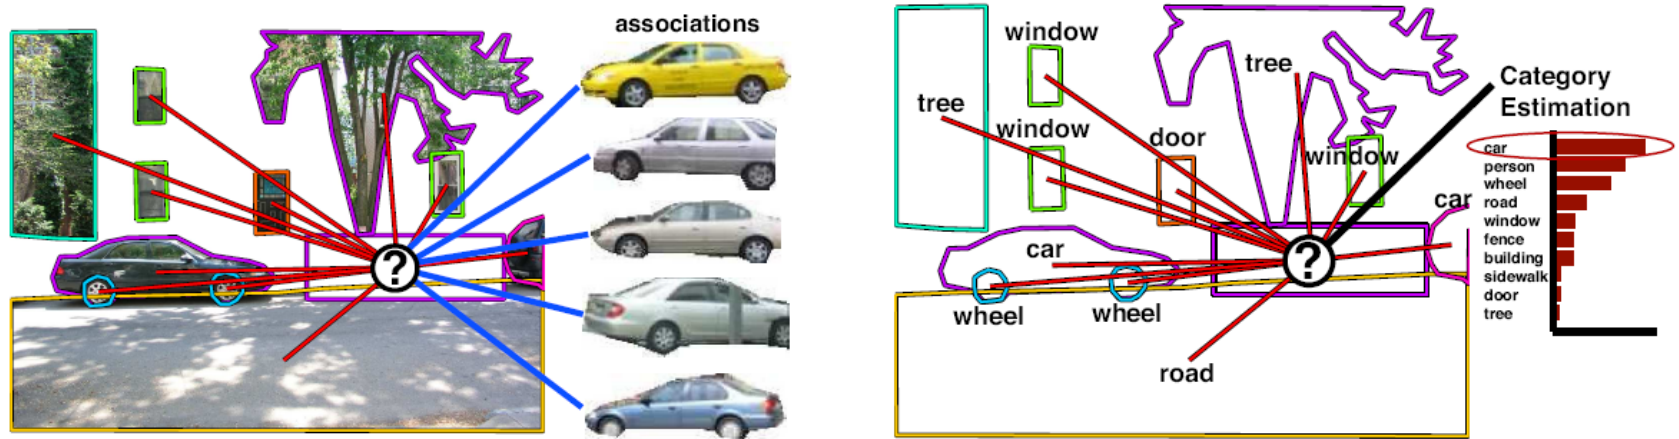 associations
?
window
tree
tree
window
door
window
car
car
wheel
wheel
road
?
Category
Estimation
car
person
wheel
road
window
fence
building
sidewalk
door
tree